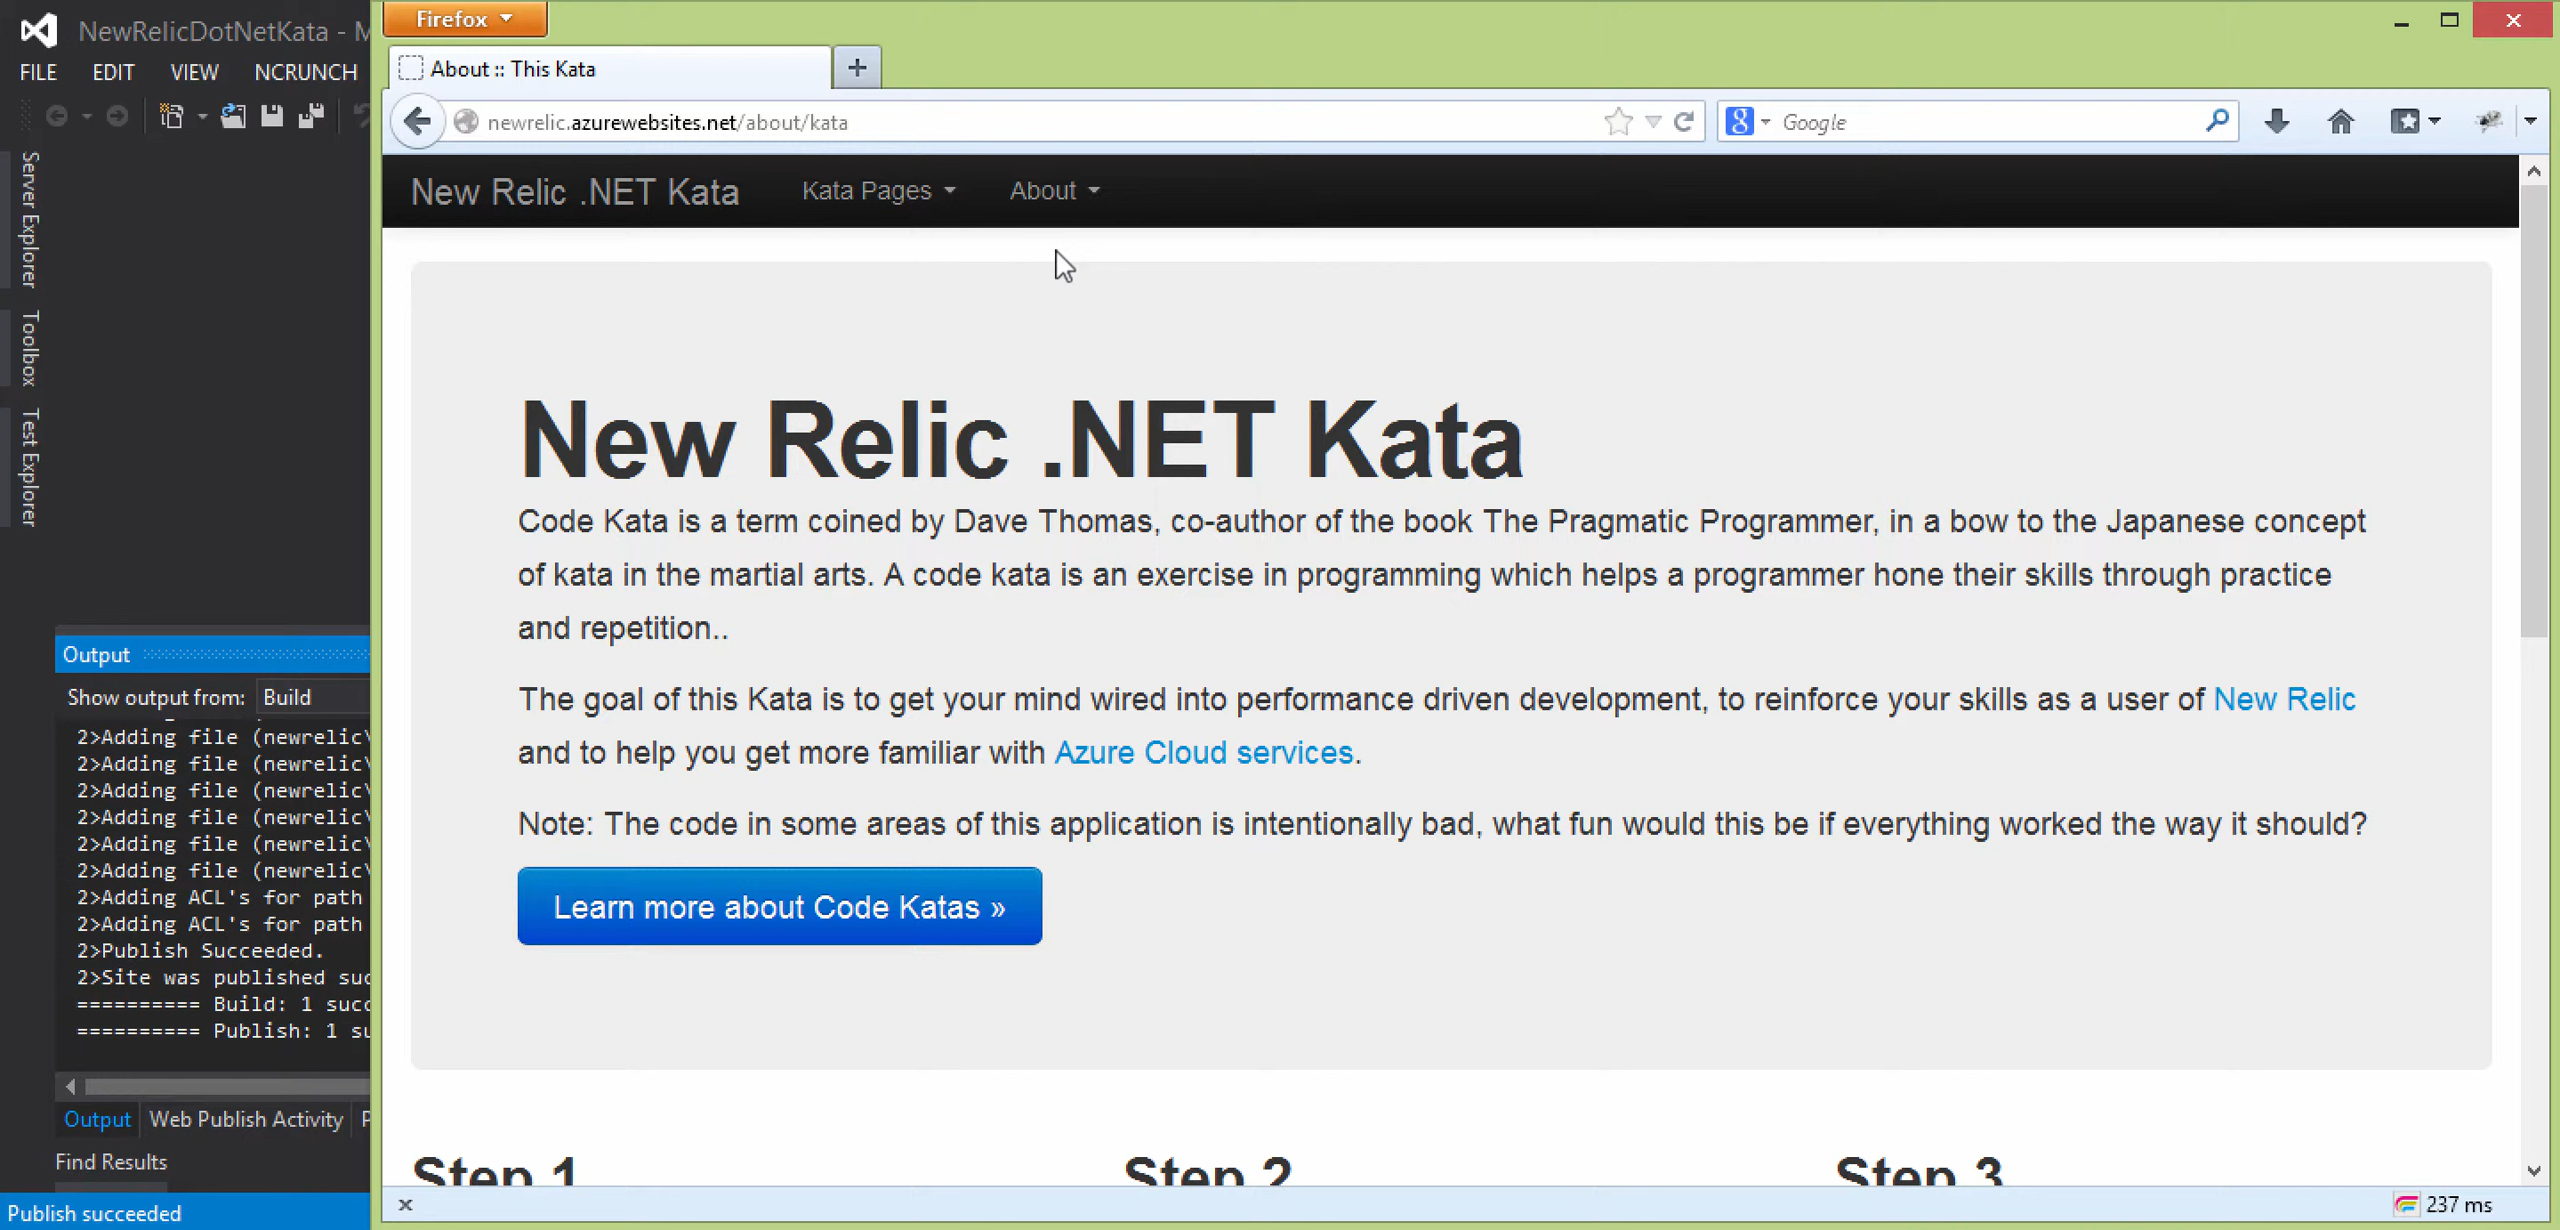 NewRelicDotNetKata - M
FILE EDIT VIEW NCRUNCH
Server Explorer
Toolbox
Test Explorer
Output
Show output from: Build
2>Adding file (newrelic\
2>Adding file (newrelic\
2>Adding file (newrelic\
2>Adding file (newrelic\
2>Adding file (newrelic\
2>Adding file (newrelic\
2>Adding ACL's for path
2>Adding ACL's for path
2>Publish Succeeded.
2>Site was published suc
========== Build: 1 succ
========== Publish: 1 su
Output Web Publish Activity P
Find Results
Publish succeeded
Firefox
About :: This Kata
newrelic.azurewebsites.net/about/kata
Google
New Relic .NET Kata Kata Pages About
New Relic .NET Kata
Code Kata is a term coined by Dave Thomas, co-author of the book The Pragmatic Programmer, in a bow to the Japanese concept
of kata in the martial arts. A code kata is an exercise in programming which helps a programmer hone their skills through practice
and repetition..
The goal of this Kata is to get your mind wired into performance driven development, to reinforce your skills as a user of New Relic
and to help you get more familiar with Azure Cloud services.
Note: The code in some areas of this application is intentionally bad, what fun would this be if everything worked the way it should?
Learn more about Code Katas »
Step 1 Step 2 Step 3
237 ms